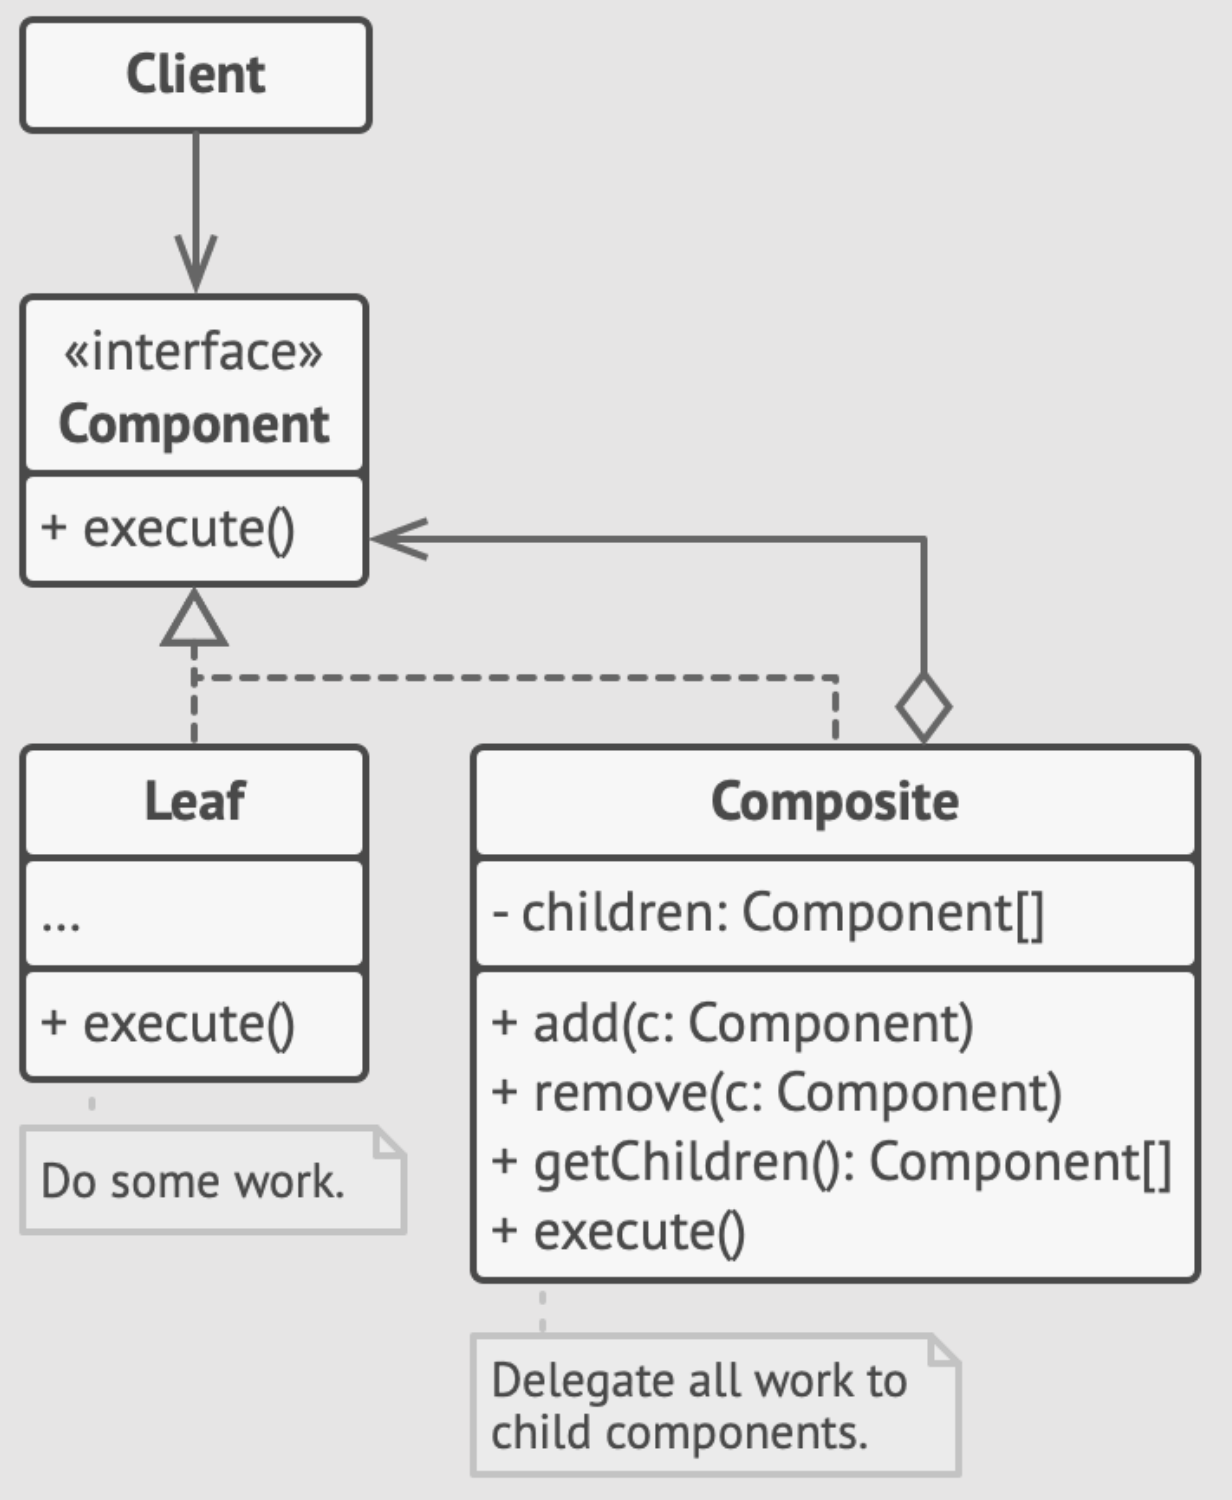 Client
«interface»
Component
+ execute()
Leaf
...
+ execute()
Do some work.
Composite
- children: Component[]
+ add(c: Component)
+ remove(c: Component)
+ getChildren(): Component[]
+ execute()
Delegate all work to
child components.